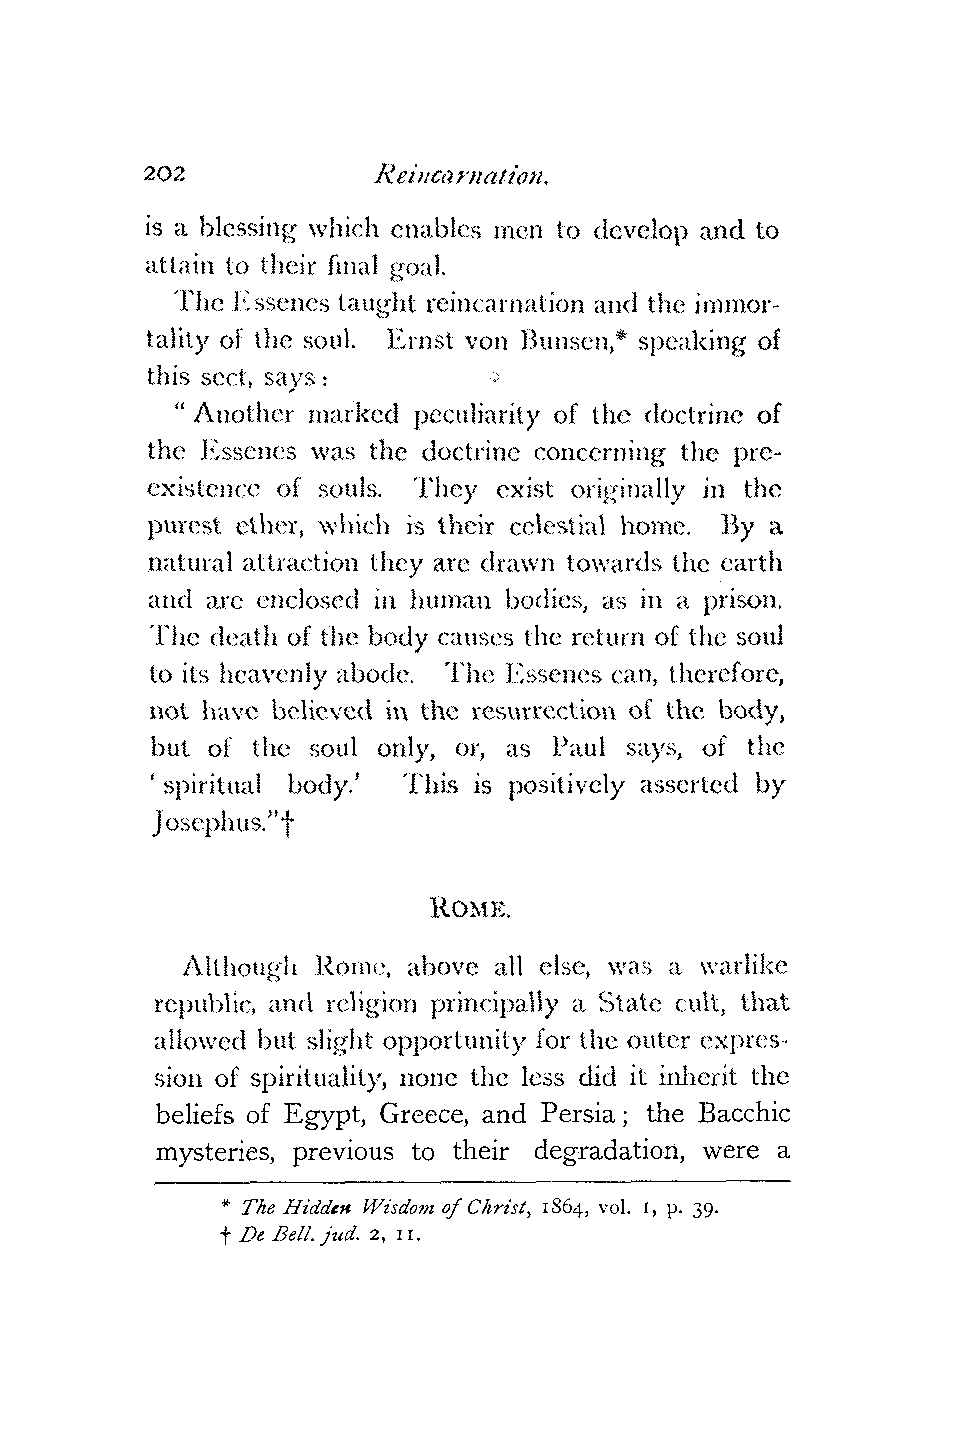 202 Reincarnation.
is a blessing which enables men to develop and to
attain to their final goal.
The Essenes taught reincarnation and the immor-
tality of the soul. Ernst von Bunsen,* speaking of
this sect, says:
“ Another marked peculiarity of the doctrine of
the Essenes was the doctrine concerning the pre-
existence of souls. They exist originally in the
purest ether, which is their celestial home. By a
natural attraction they are drawn towards the earth
and are enclosed in human bodies, as in a prison.
The death of the body causes the return of the soul
to its heavenly abode. The Essenes can, therefore,
not have believed in the resurrection of the body,
but of the soul only, or, as Paul says, of the
‘ spiritual body.’ This is positively asserted by
Josephus.”†
ROME.
Although Rome, above all else, was a warlike
republic, and religion principally a State cult, that
allowed but slight opportunity for the outer expres-
sion of spirituality, none the less did it inherit the
beliefs of Egypt, Greece, and Persia; the Bacchic
mysteries, previous to their degradation, were a
* The Hidden Wisdom of Christ, 1864, vol. 1, p. 39.
† De Bell. jud. 2, 11.